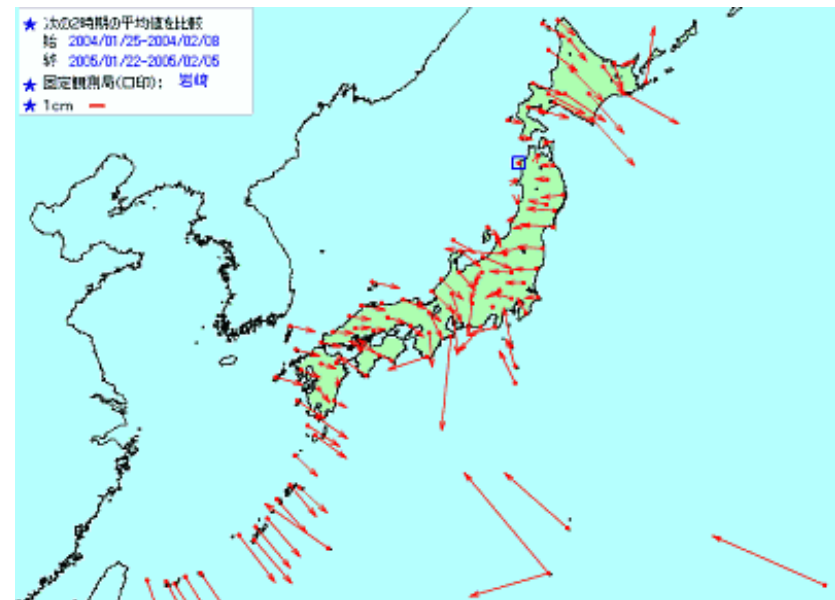 ★ 次の2時期の平均値を比較
始 2004/01/25-2004/02/08
終 2005/01/22-2005/02/05
★ 固定観測局(口印): 岩崎
★ 1cm